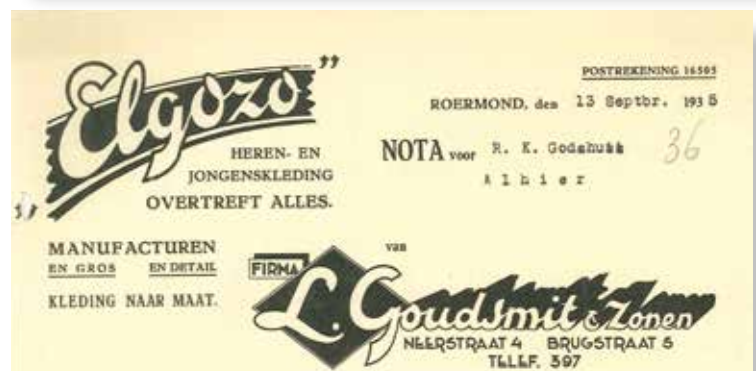 „Elgozo”
HEREN- EN
JONGENSKLEDING
OVERTREFT ALLES.
POSTREKENING 16505
ROERMOND, den 13 Septbr. 1935
NOTA voor R. K. Godshuis
Alhier
36
MANUFACTUREN
EN GROS EN DETAIL
KLEDING NAAR MAAT.
van
FIRMA
L. Goudsmit & Zonen
NEERSTRAAT 4 BRUGSTRAAT 5
TELEF. 397